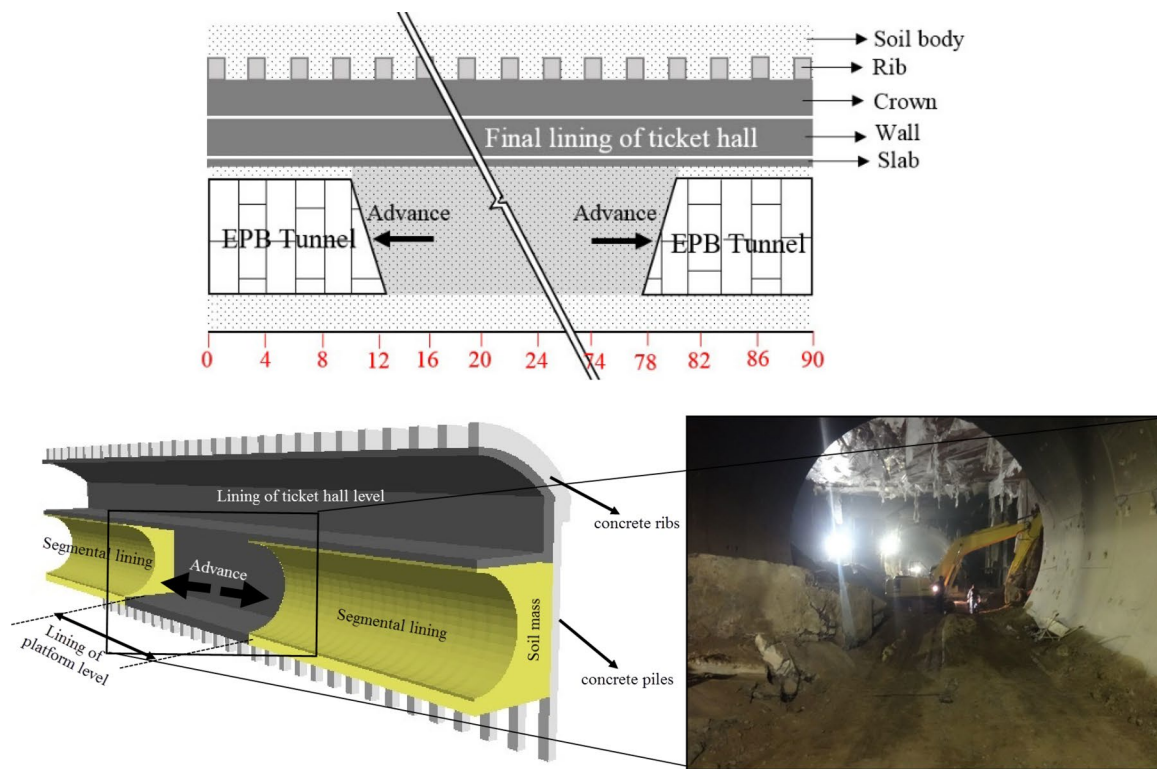 Soil body
Rib
Crown
Final lining of ticket hall
Wall
Slab
Advance
Advance
EPB Tunnel
EPB Tunnel
0 4 8 12 16 20 24 74 78 82 86 90
Lining of ticket hall level
concrete ribs
Segmental lining
Advance
Segmental lining
Soil mass
Lining of
platform level
concrete piles